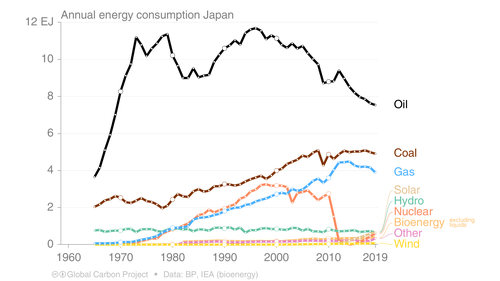 Annual energy consumption Japan
12 EJ
10
8
6
4
2
0
Oil
Coal
Gas
Solar
Hydro
Nuclear
Bioenergy excluding liquids
Other
Wind
1960
1970
1980
1990
2000
2010
2019
Global Carbon Project • Data: BP, IEA (bioenergy)